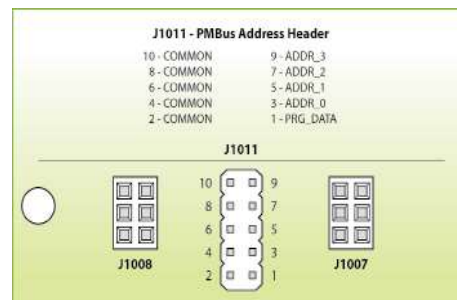 J1011 - PMBus Address Header
10 - COMMON 9 - ADDR_3
8 - COMMON 7 - ADDR_2
6 - COMMON 5 - ADDR_1
4 - COMMON 3 - ADDR_0
2 - COMMON 1 - PRG_DATA
J1011
10 9
8 7
6 5
4 3
2 1
J1008
J1007